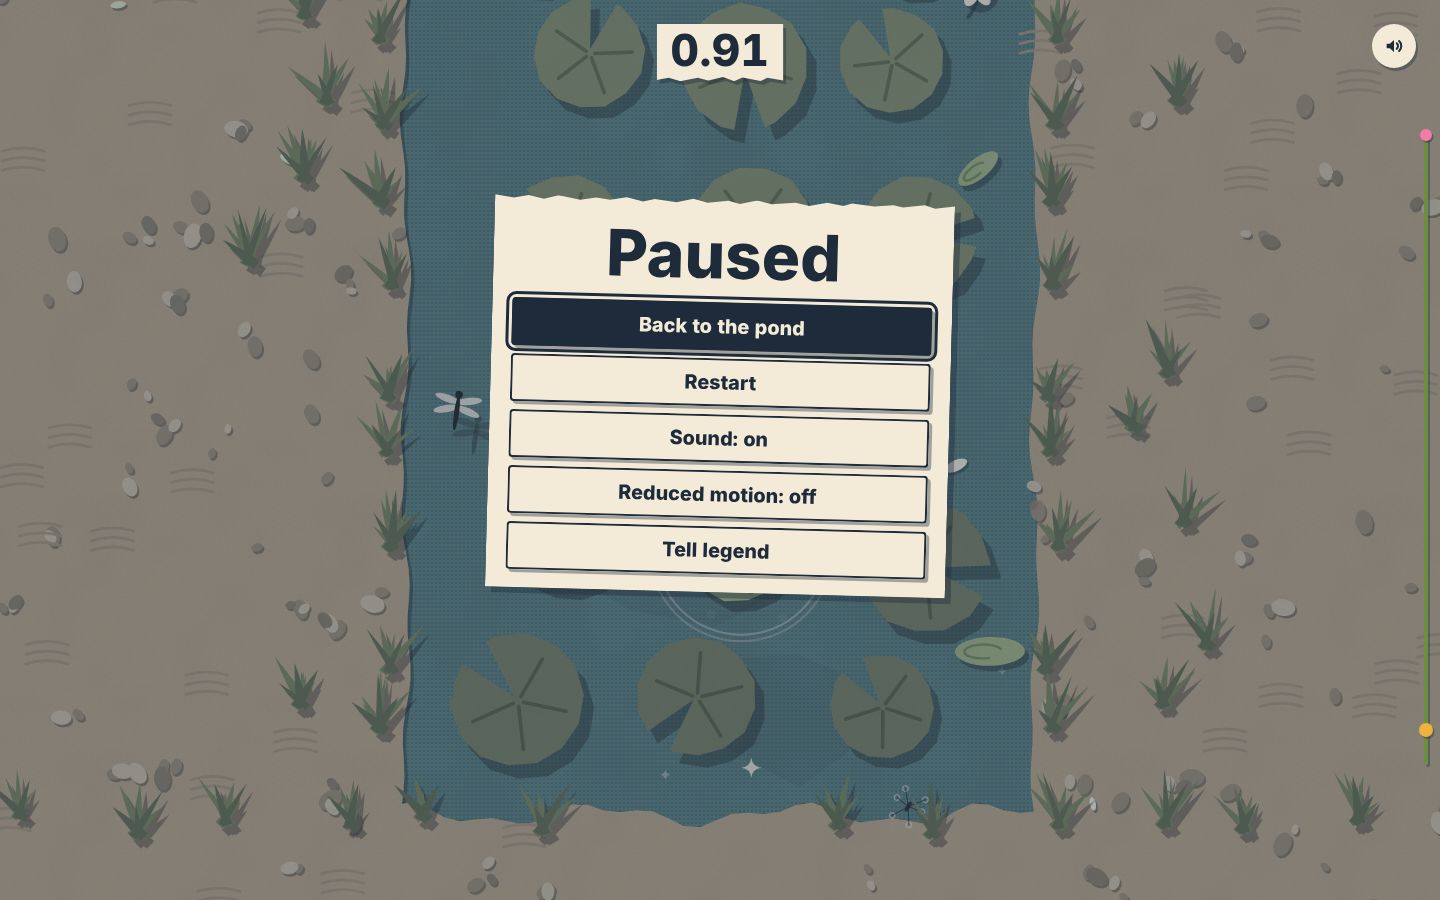 0.91
Paused
Back to the pond
Restart
Sound: on
Reduced motion: off
Tell legend